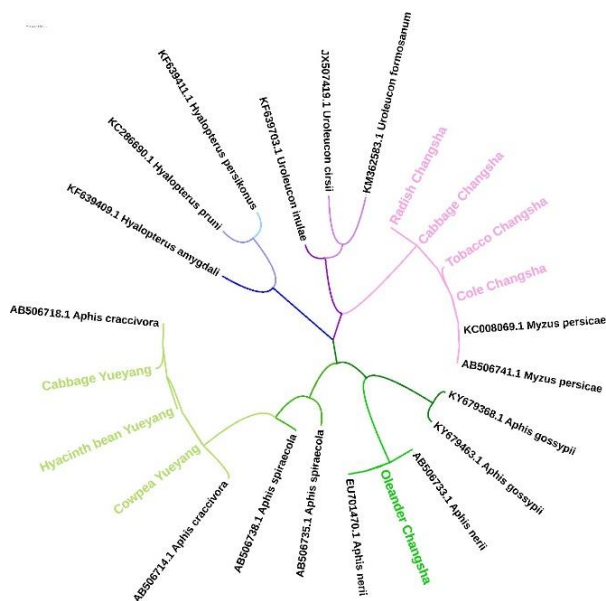 KF639411.1 Hyalopterus persikonus
KC286690.1 Hyalopterus pruni
KF639409.1 Hyalopterus amygdali
KF639703.1 Uroleucon inulae
JX507419.1 Uroleucon cirsii
KM362583.1 Uroleucon formosanum
Radish Changsha
Cabbage Changsha
Tobacco Changsha
Cole Changsha
KC008069.1 Myzus persicae
AB506741.1 Myzus persicae
KY679368.1 Aphis gossypii
KY679463.1 Aphis gossypii
AB506733.1 Aphis nerii
Oleander Changsha
EU701470.1 Aphis nerii
AB506735.1 Aphis spiraecola
AB506738.1 Aphis spiraecola
AB506714.1 Aphis craccivora
Cowpea Yueyang
Hyacinth bean Yueyang
Cabbage Yueyang
AB506718.1 Aphis craccivora